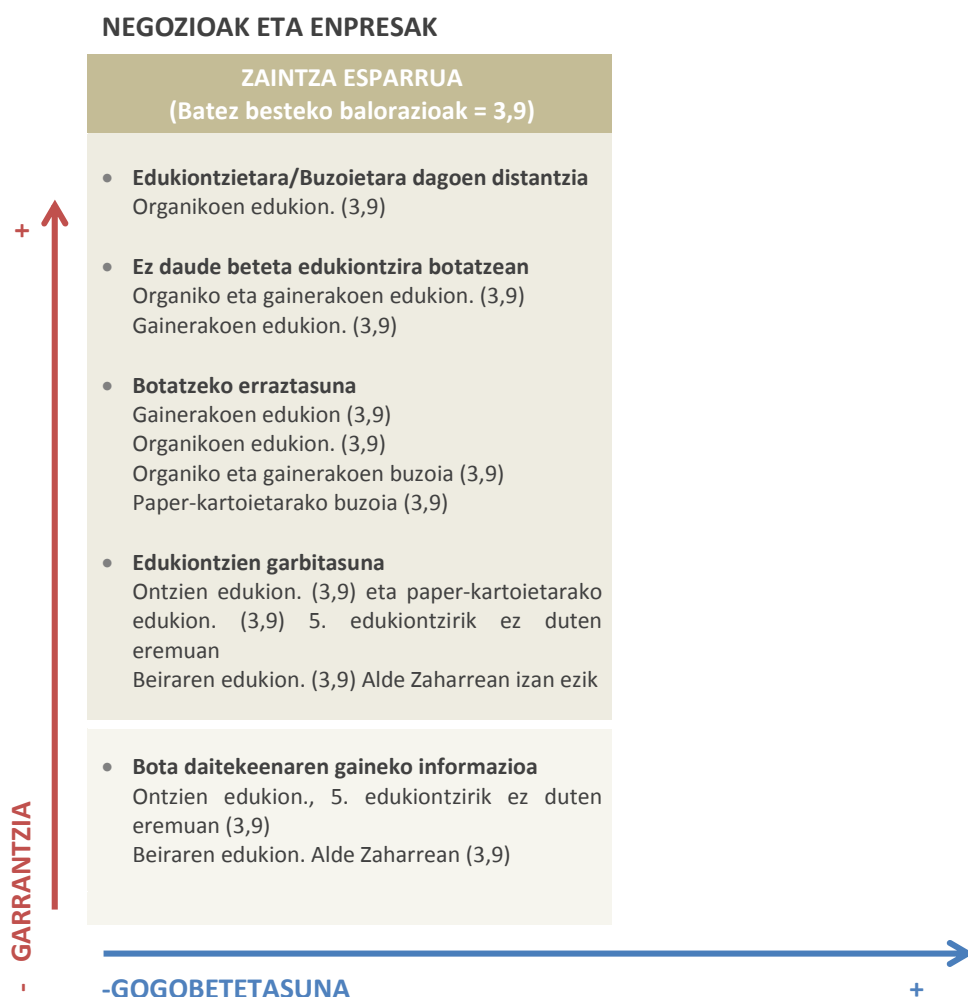 NEGOZIOAK ETA ENPRESAK
ZAINTZA ESPARRUA
(Batez besteko balorazioak = 3,9)
• Edukiontzietara/Buzoietara dagoen distantzia
Organikoen edukion. (3,9)
• Ez daude beteta edukiontzira botatzean
Organiko eta gainerakoen edukion. (3,9)
Gainerakoen edukion. (3,9)
• Botatzeko erraztasuna
Gainerakoen edukion (3,9)
Organikoen edukion. (3,9)
Organiko eta gainerakoen buzoia (3,9)
Paper-kartoietarako buzoia (3,9)
• Edukiontzien garbitasuna
Ontzien edukion. (3,9) eta paper-kartoietarako
edukion. (3,9) 5. edukiontzirik ez duten
eremuan
Beiraren edukion. (3,9) Alde Zaharrean izan ezik
• Bota daitekeenaren gaineko informazioa
Ontzien edukion., 5. edukiontzirik ez duten
eremuan (3,9)
Beiraren edukion. Alde Zaharrean (3,9)
- GARRANTZIA +
-GOGOBETETASUNA +